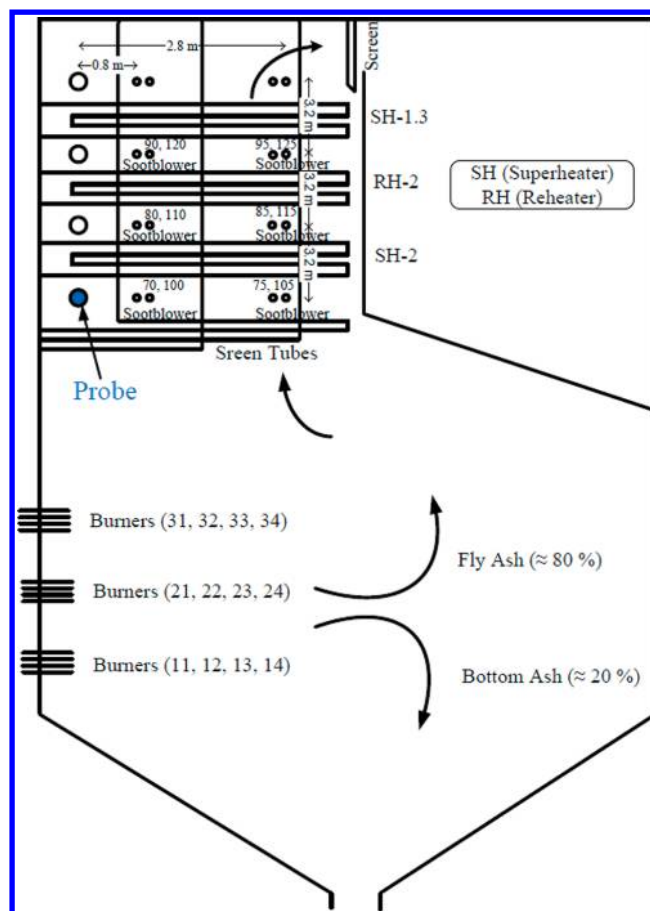 2.8 m
0.8 m
Screen
3.2 m
SH-1.3
90, 120
95, 125
Sootblower
Sootblower
3.2 m
RH-2
SH (Superheater)
RH (Reheater)
80, 110
85, 115
Sootblower
Sootblower
3.2 m
SH-2
70, 100
75, 105
Sootblower
Sootblower
Sreen Tubes
Probe
Burners (31, 32, 33, 34)
Fly Ash (≈ 80 %)
Burners (21, 22, 23, 24)
Burners (11, 12, 13, 14)
Bottom Ash (≈ 20 %)